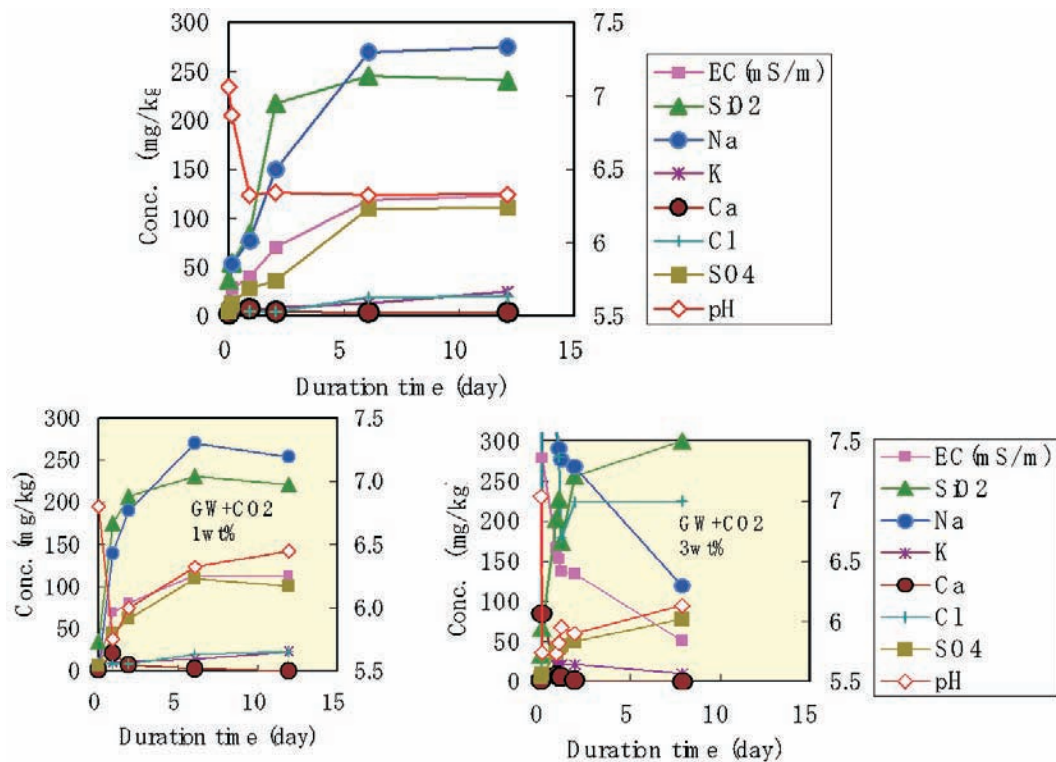 300
250
200
150
100
50
0
Conc. (mg/kg
7.5
7
6.5
6
5.5
0 5 10 15
Duration time (day)
EC(mS/m)
SiO2
Na
K
Ca
Cl
SO4
pH
300
250
200
150
100
50
0
Conc. (mg/kg)
7.5
7.0
6.5
6.0
5.5
GW+CO2
1wt%
0 5 10 15
Duration time (day)
300
250
200
150
100
50
0
Conc. (mg/kg
7.5
7
6.5
6
5.5
GW+CO2
3wt%
0 5 10 15
Duration time (day)
EC(mS/m)
SiO2
Na
K
Ca
Cl
SO4
pH